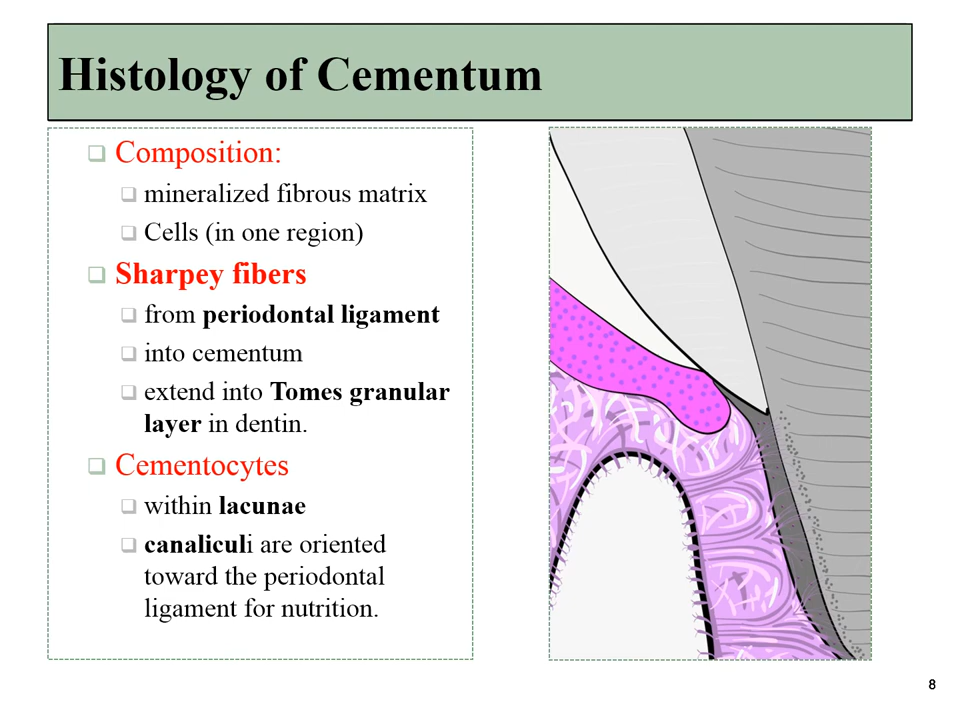 Histology of Cementum
Composition:
mineralized fibrous matrix
Cells (in one region)
Sharpey fibers
from periodontal ligament
into cementum
extend into Tomes granular
layer in dentin.
Cementocytes
within lacunae
canaliculi are oriented
toward the periodontal
ligament for nutrition.
8